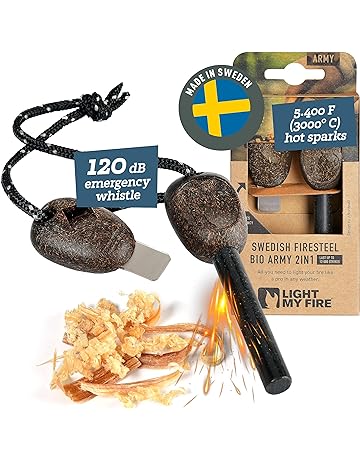 ARMY
MADE IN SWEDEN
5.400 F
(3000° C)
hot sparks
120 dB
emergency
whistle
SWEDISH FIRESTEEL
BIO ARMY 2IN1
All you need to light your fire like
a pro in any weather.
LIGHT
MY FIRE